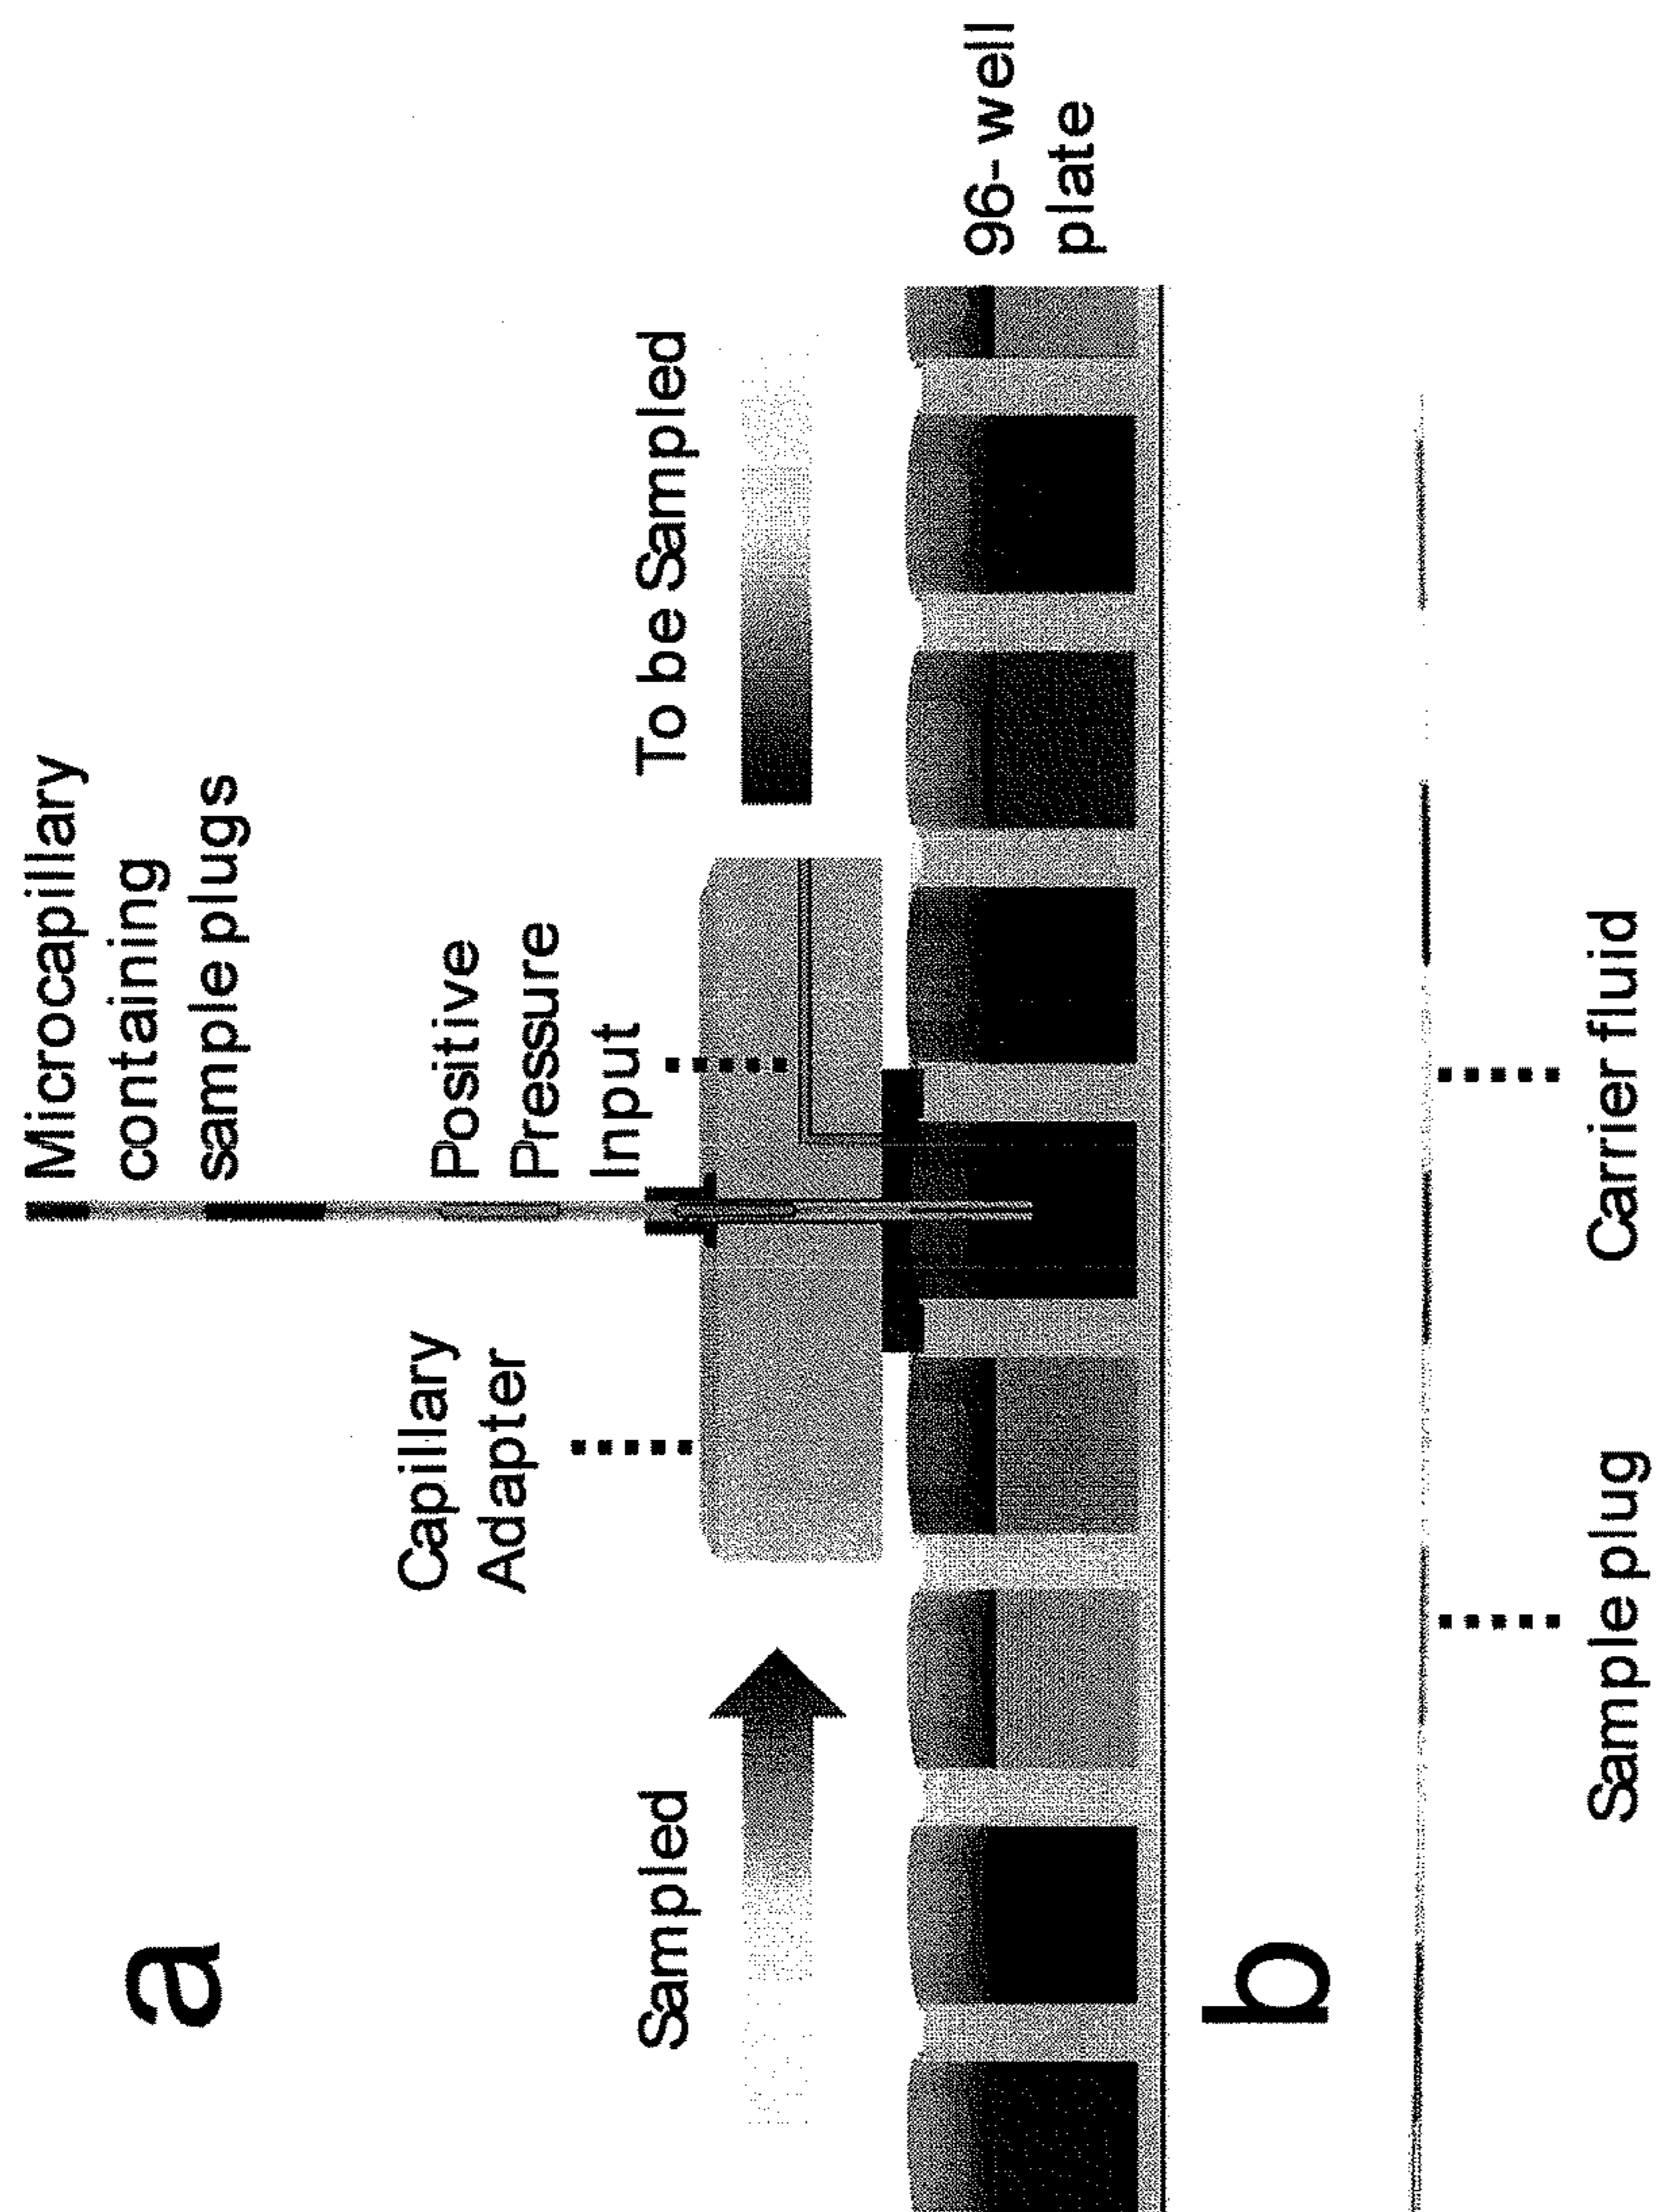 a
Microcapillary
containing
sample plugs
Capillary
Adapter
Positive
Pressure
Input
Sampled
To be Sampled
96-well
plate
b
Sample plug
Carrier fluid